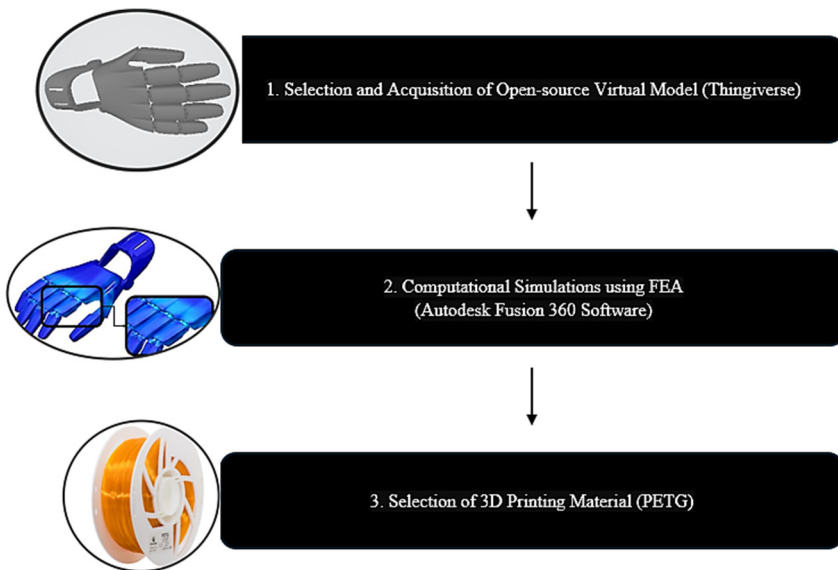 1. Selection and Acquisition of Open-source Virtual Model (Thingiverse)
2. Computational Simulations using FEA
(Autodesk Fusion 360 Software)
3. Selection of 3D Printing Material (PETG)